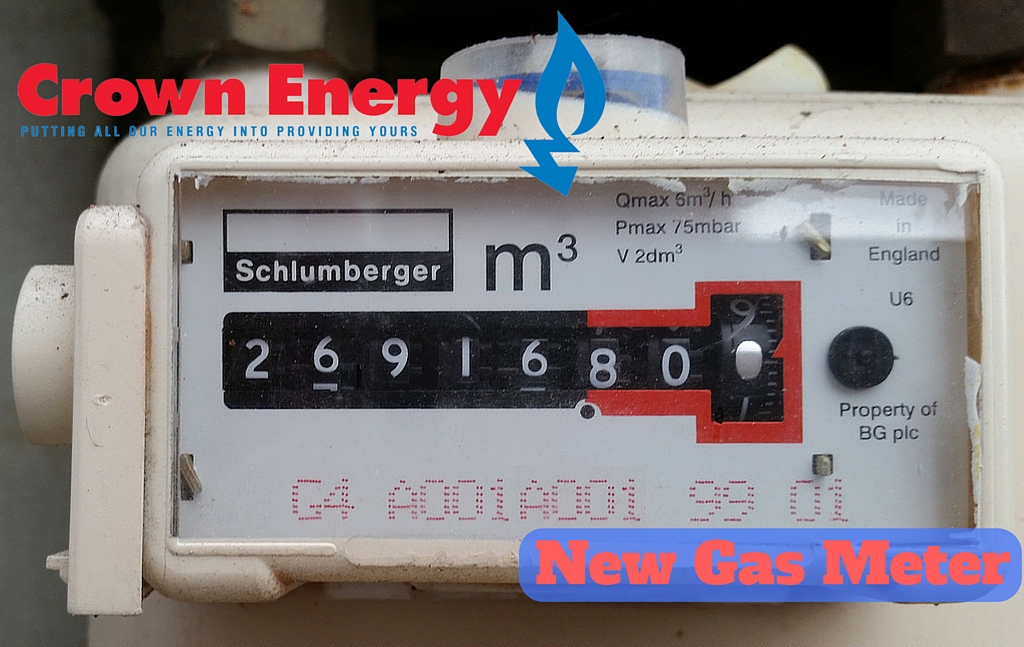 Crown Energy
PUTTING ALL OUR ENERGY INTO PROVIDING YOURS
Qmax 6m³/h
Pmax 75mbar
V 2dm³
Made
in
England
Schlumberger
m³
U6
2 6 9 1 6 8 0
9
Property of
BG plc
G4 A001A001 99 01
New Gas Meter